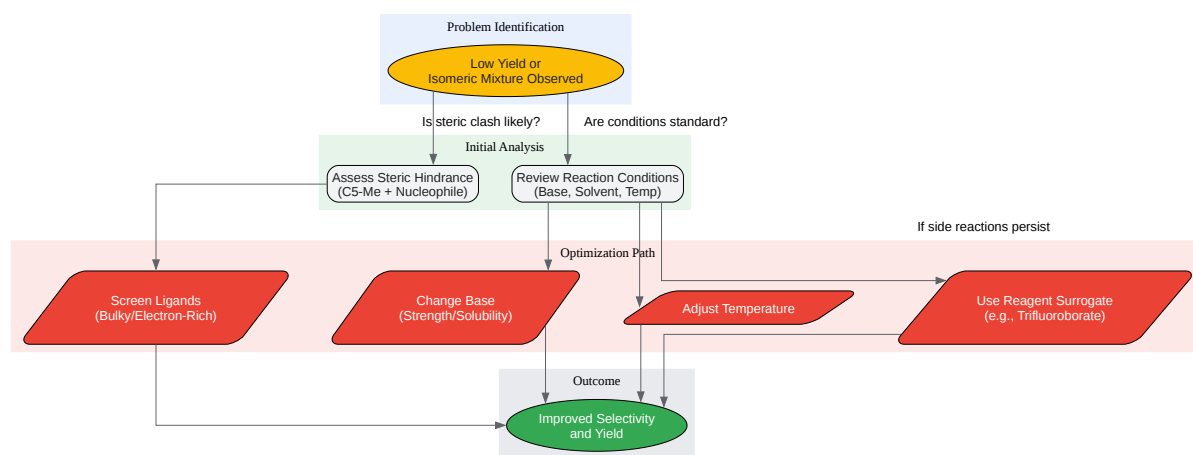 Problem Identification
Low Yield or
Isomeric Mixture Observed
Is steric clash likely?
Are conditions standard?
Initial Analysis
Assess Steric Hindrance
(C5-Me + Nucleophile)
Review Reaction Conditions
(Base, Solvent, Temp)
If side reactions persist
Optimization Path
Screen Ligands
(Bulky/Electron-Rich)
Change Base
(Strength/Solubility)
Adjust Temperature
Use Reagent Surrogate
(e.g., Trifluoroborate)
Outcome
Improved Selectivity
and Yield